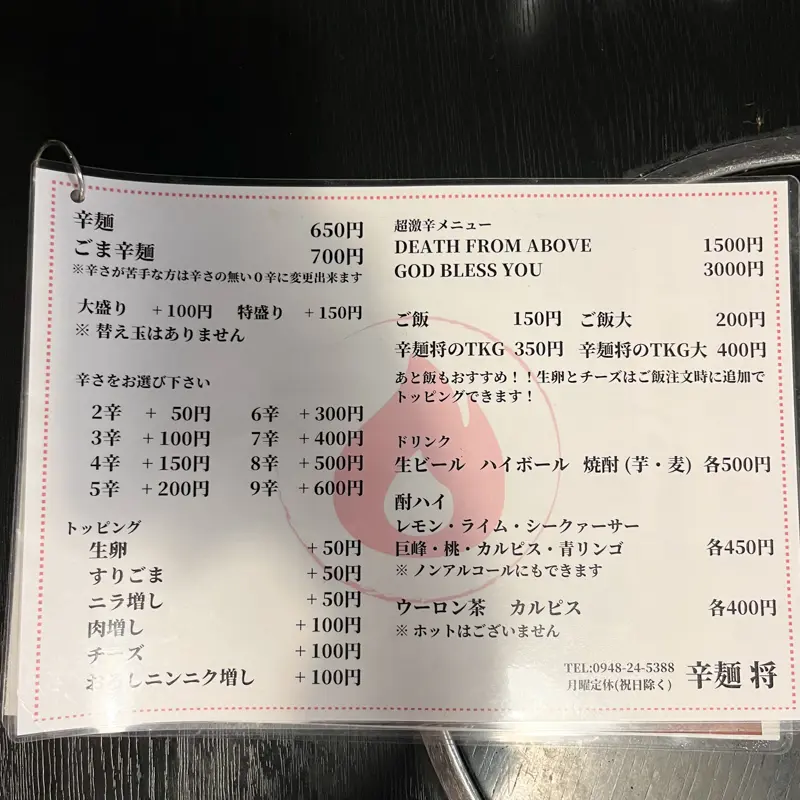 辛麺 650円
ごま辛麺 700円
※辛さが苦手な方は辛さの無い0辛に変更出来ます
大盛り +100円 特盛り +150円
※ 替え玉はありません
辛さをお選び下さい
2辛 + 50円 6辛 +300円
3辛 +100円 7辛 +400円
4辛 +150円 8辛 +500円
5辛 +200円 9辛 +600円
トッピング
生卵 +50円
すりごま +50円
ニラ増し +50円
肉増し +100円
チーズ +100円
おろしニンニク増し +100円
超激辛メニュー
DEATH FROM ABOVE 1500円
GOD BLESS YOU 3000円
ご飯 150円 ご飯大 200円
辛麺将のTKG 350円 辛麺将のTKG大 400円
あと飯もおすすめ!!生卵とチーズはご飯注文時に追加で
トッピングできます!
ドリンク
生ビール ハイボール 焼酎(芋・麦) 各500円
酎ハイ
レモン・ライム・シークァーサー
巨峰・桃・カルピス・青リンゴ 各450円
※ ノンアルコールにもできます
ウーロン茶 カルピス 各400円
※ ホットはございません
TEL:0948-24-5388
月曜定休(祝日除く) 辛麺 将